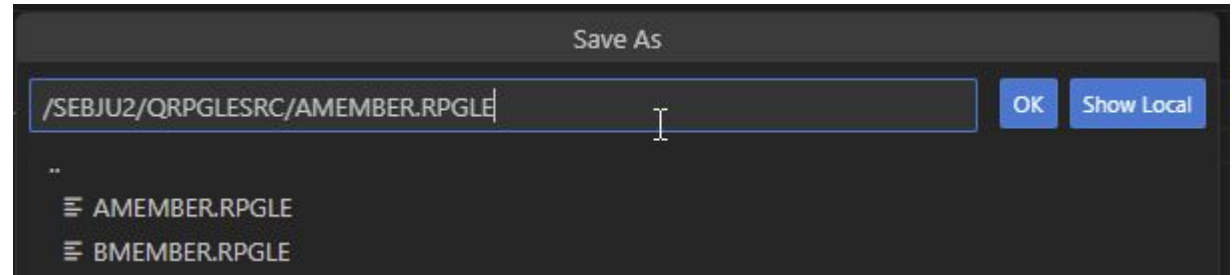 Save As
/SEBJU2/QRPGLESRC/AMEMBER.RPGLE OK Show Local
..
AMEMBER.RPGLE
BMEMBER.RPGLE